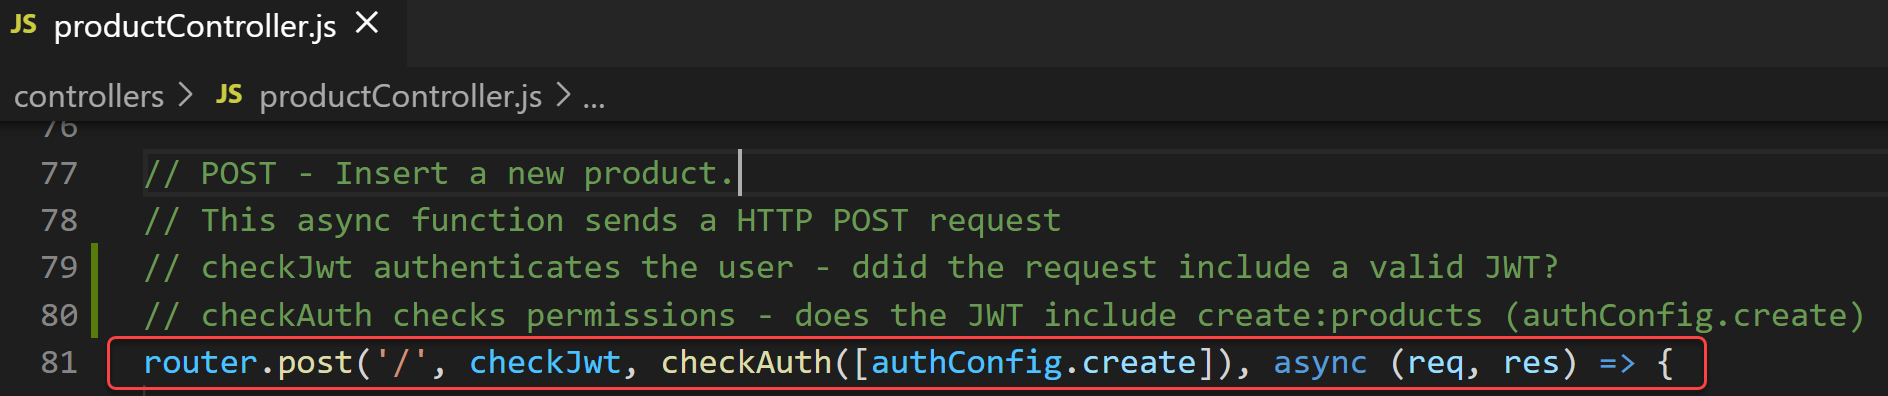 JS productController.js ×
controllers > JS productController.js > ...
76
77 // POST - Insert a new product.
78 // This async function sends a HTTP POST request
79 // checkJwt authenticates the user - ddid the request include a valid JWT?
80 // checkAuth checks permissions - does the JWT include create:products (authConfig.create)
81 router.post('/', checkJwt, checkAuth([authConfig.create]), async (req, res) => {